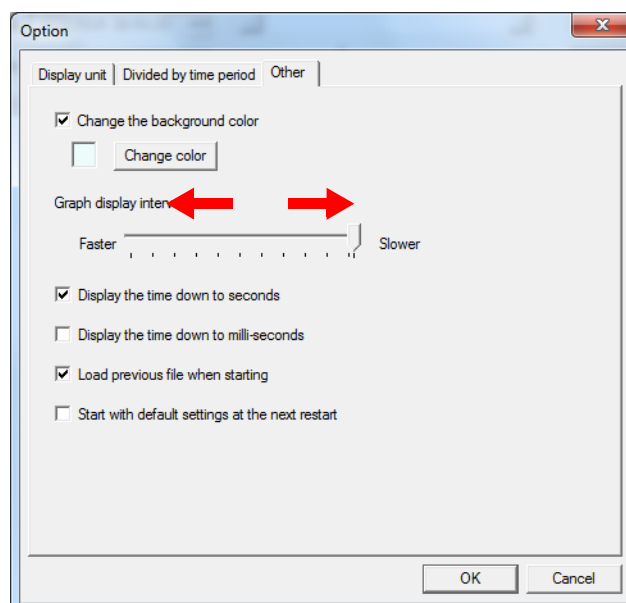 Option
Display unit Divided by time period Other
Change the background color
Change color
Graph display
Faster Slower
Display the time down to seconds
Display the time down to milli-seconds
Load previous file when starting
Start with default settings at the next restart
OK Cancel